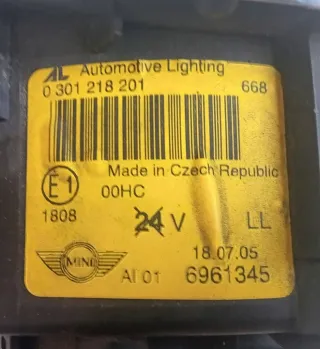 AL Automotive Lighting
0 301 218 201 668
Made in Czech Republic
E1 00HC
1808 24 V LL
18.07.05
MINI AI 01 6961345